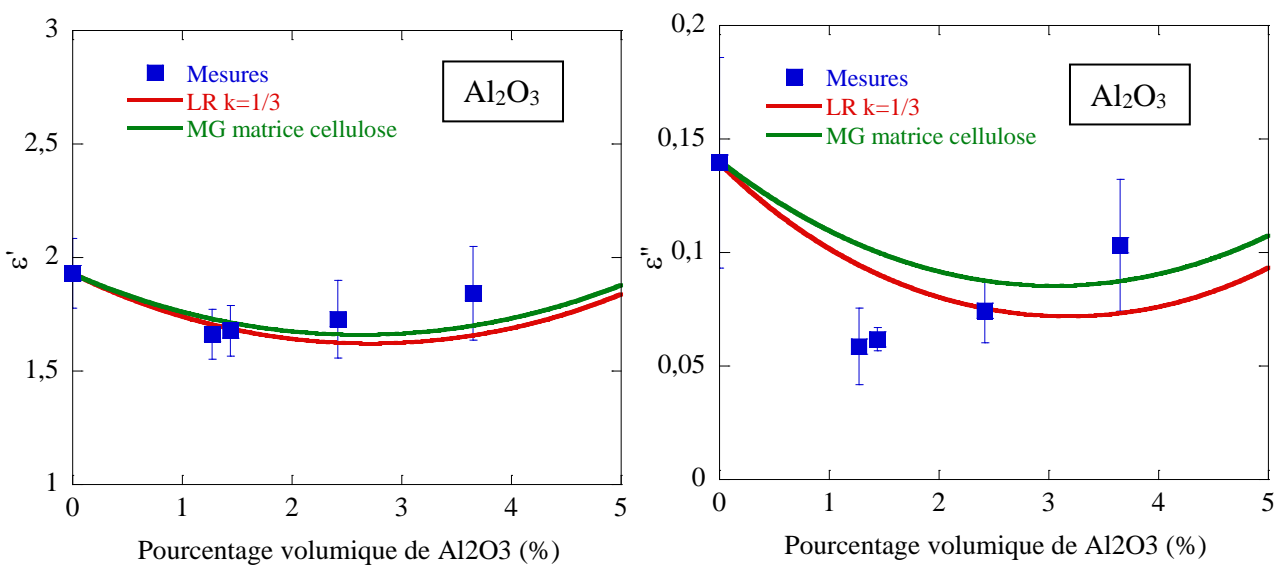 3
2,5
2
1,5
1
ε'
Mesures
LR k=1/3
MG matrice cellulose
Al₂O₃
0 1 2 3 4 5
Pourcentage volumique de Al2O3 (%)
0,2
0,15
0,1
0,05
0
ε"
Mesures
LR k=1/3
MG matrice cellulose
Al₂O₃
0 1 2 3 4 5
Pourcentage volumique de Al2O3 (%)